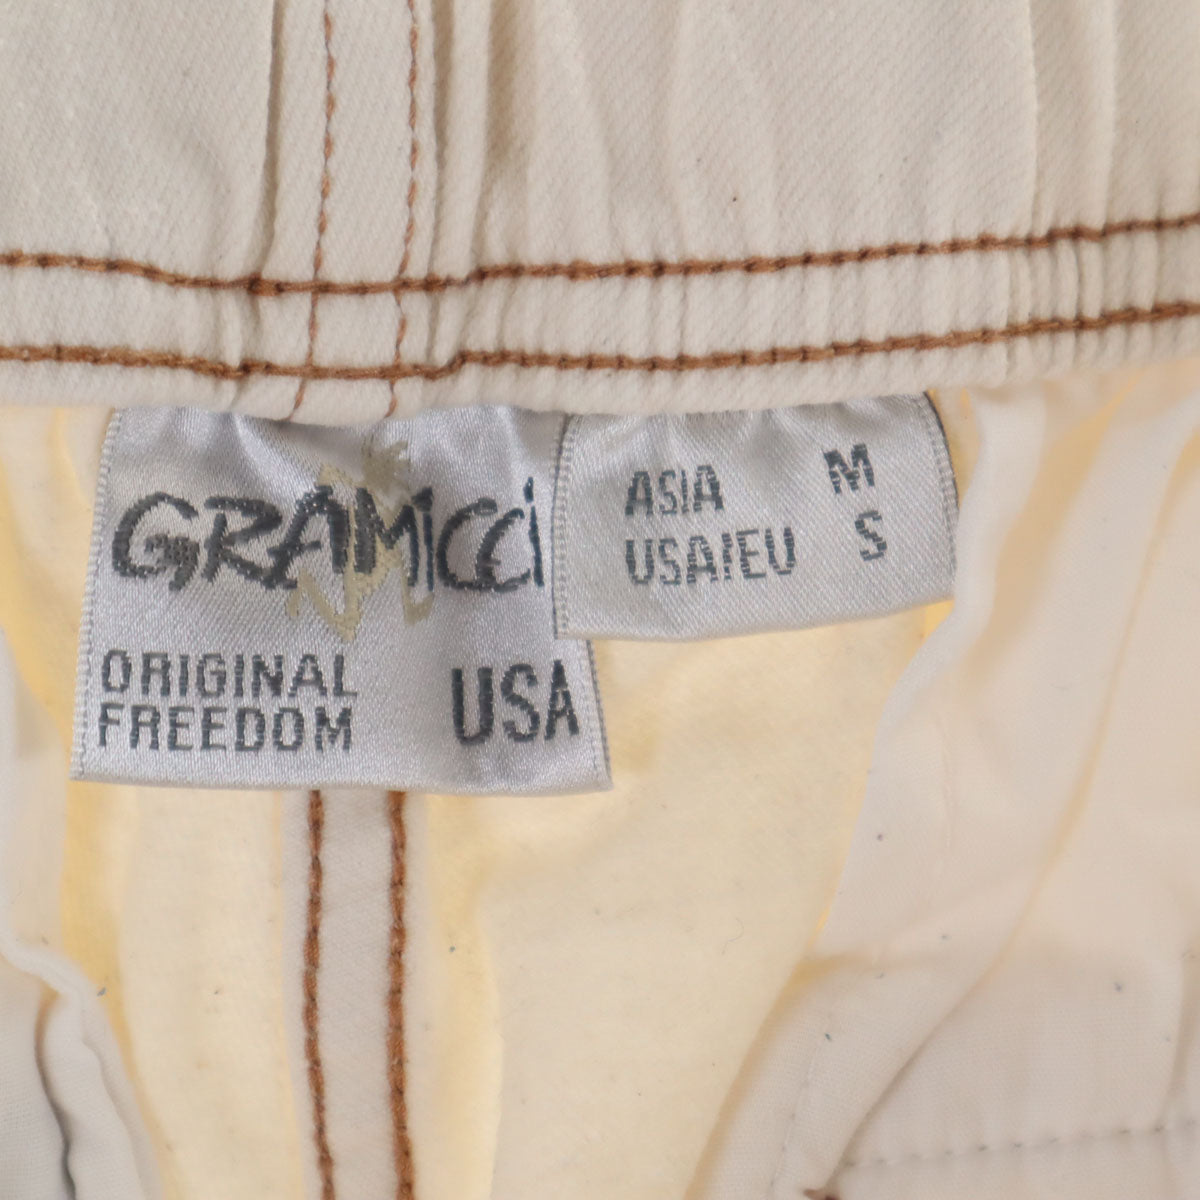 GRAMiCCi
ORIGINAL
FREEDOM
USA
ASIA M
USA/EU S